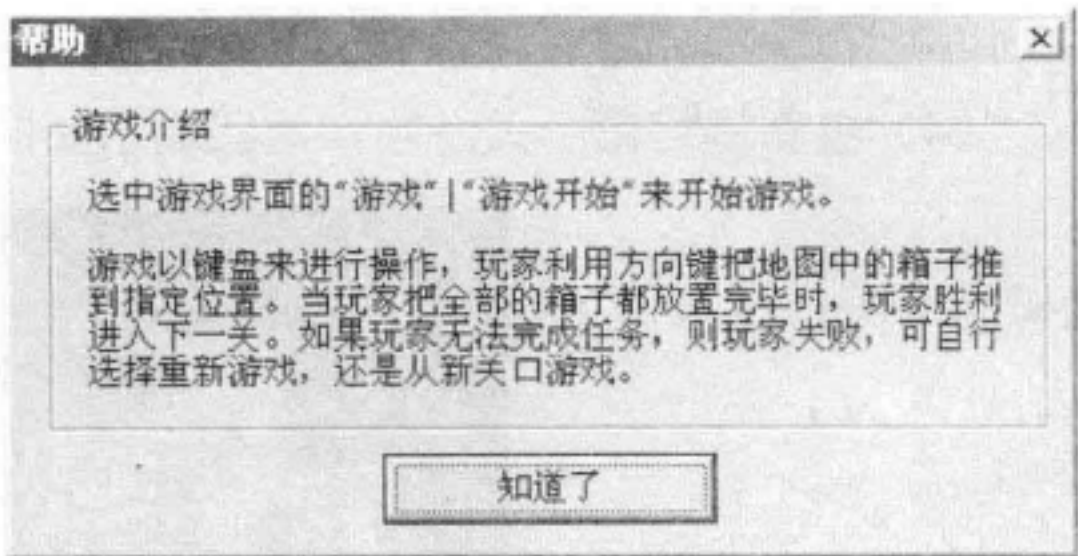 帮助
游戏介绍
选中游戏界面的"游戏"|"游戏开始"来开始游戏。
游戏以键盘来进行操作，玩家利用方向键把地图中的箱子推
到指定位置。当玩家把全部的箱子都放置完毕时，玩家胜利
进入下一关。如果玩家无法完成任务，则玩家失败，可自行
选择重新游戏，还是从新关口游戏。
知道了